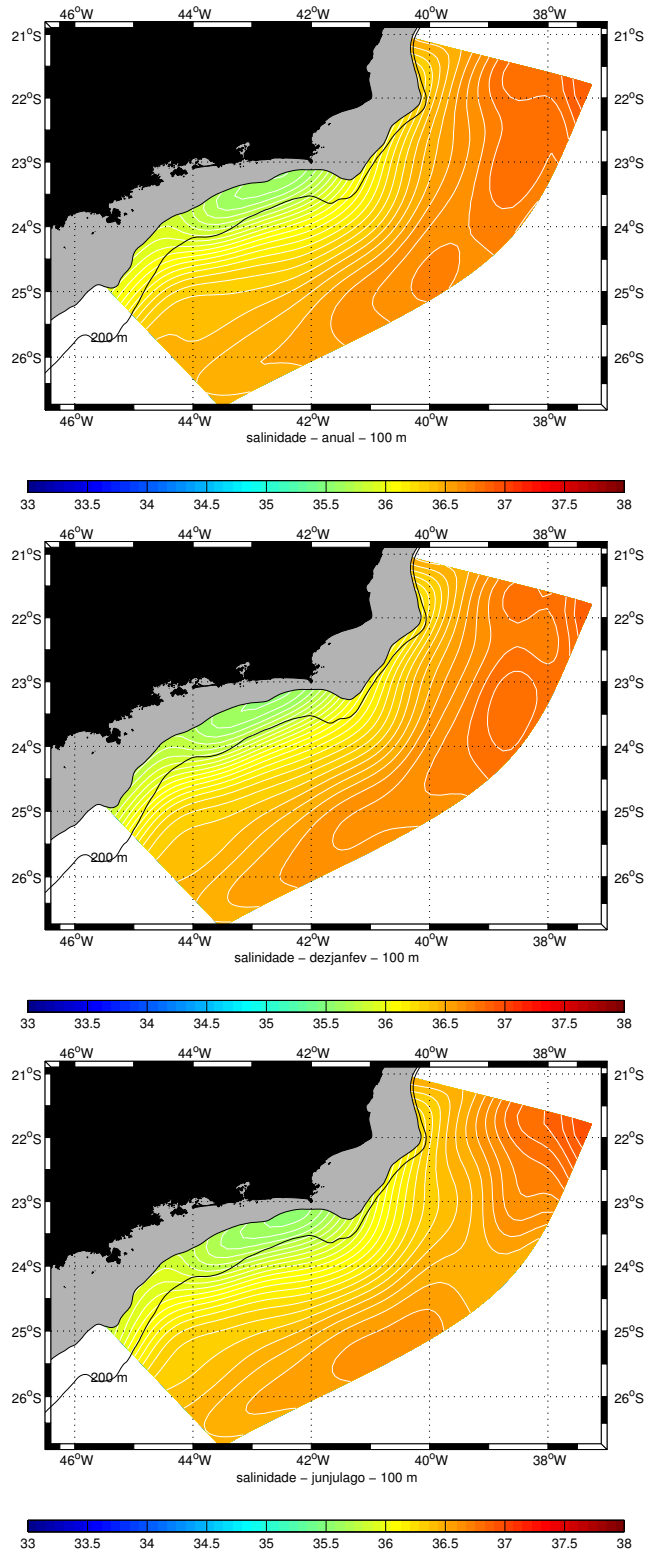 46°W 44°W 42°W 40°W 38°W
21°S 21°S
22°S 22°S
23°S 23°S
24°S 24°S
25°S 25°S
200 m
26°S 26°S
46°W 44°W 42°W 40°W 38°W
salinidade − anual − 100 m
33 33.5 34 34.5 35 35.5 36 36.5 37 37.5 38
46°W 44°W 42°W 40°W 38°W
21°S 21°S
22°S 22°S
23°S 23°S
24°S 24°S
25°S 25°S
200 m
26°S 26°S
46°W 44°W 42°W 40°W 38°W
salinidade − dezjanfev − 100 m
33 33.5 34 34.5 35 35.5 36 36.5 37 37.5 38
46°W 44°W 42°W 40°W 38°W
21°S 21°S
22°S 22°S
23°S 23°S
24°S 24°S
25°S 25°S
200 m
26°S 26°S
46°W 44°W 42°W 40°W 38°W
salinidade − junjulago − 100 m
33 33.5 34 34.5 35 35.5 36 36.5 37 37.5 38